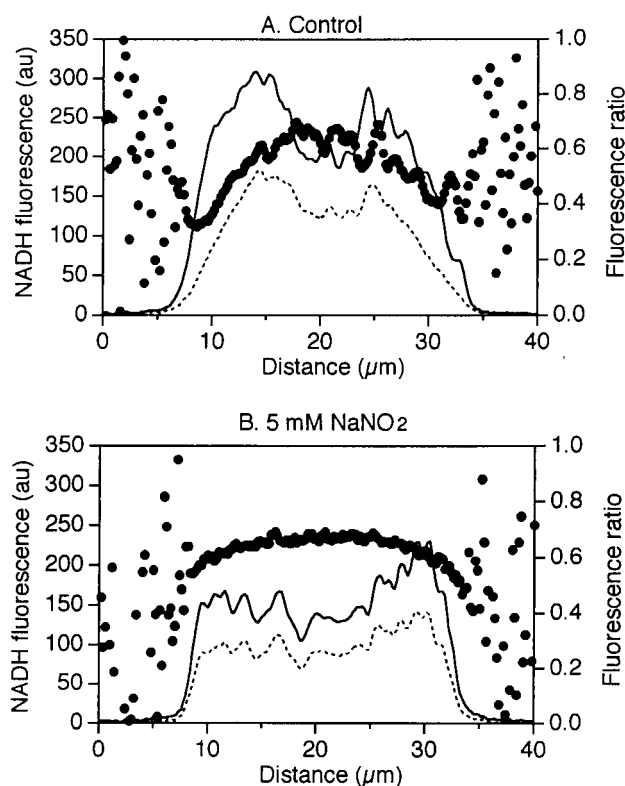 A. Control
350
300
250
200
150
100
50
0
NADH fluorescence (au)
1.0
0.8
0.6
0.4
0.2
0.0
Fluorescence ratio
0 10 20 30 40
Distance (µm)
B. 5 mM NaNO₂
350
300
250
200
150
100
50
0
NADH fluorescence (au)
1.0
0.8
0.6
0.4
0.2
0.0
Fluorescence ratio
0 10 20 30 40
Distance (µm)